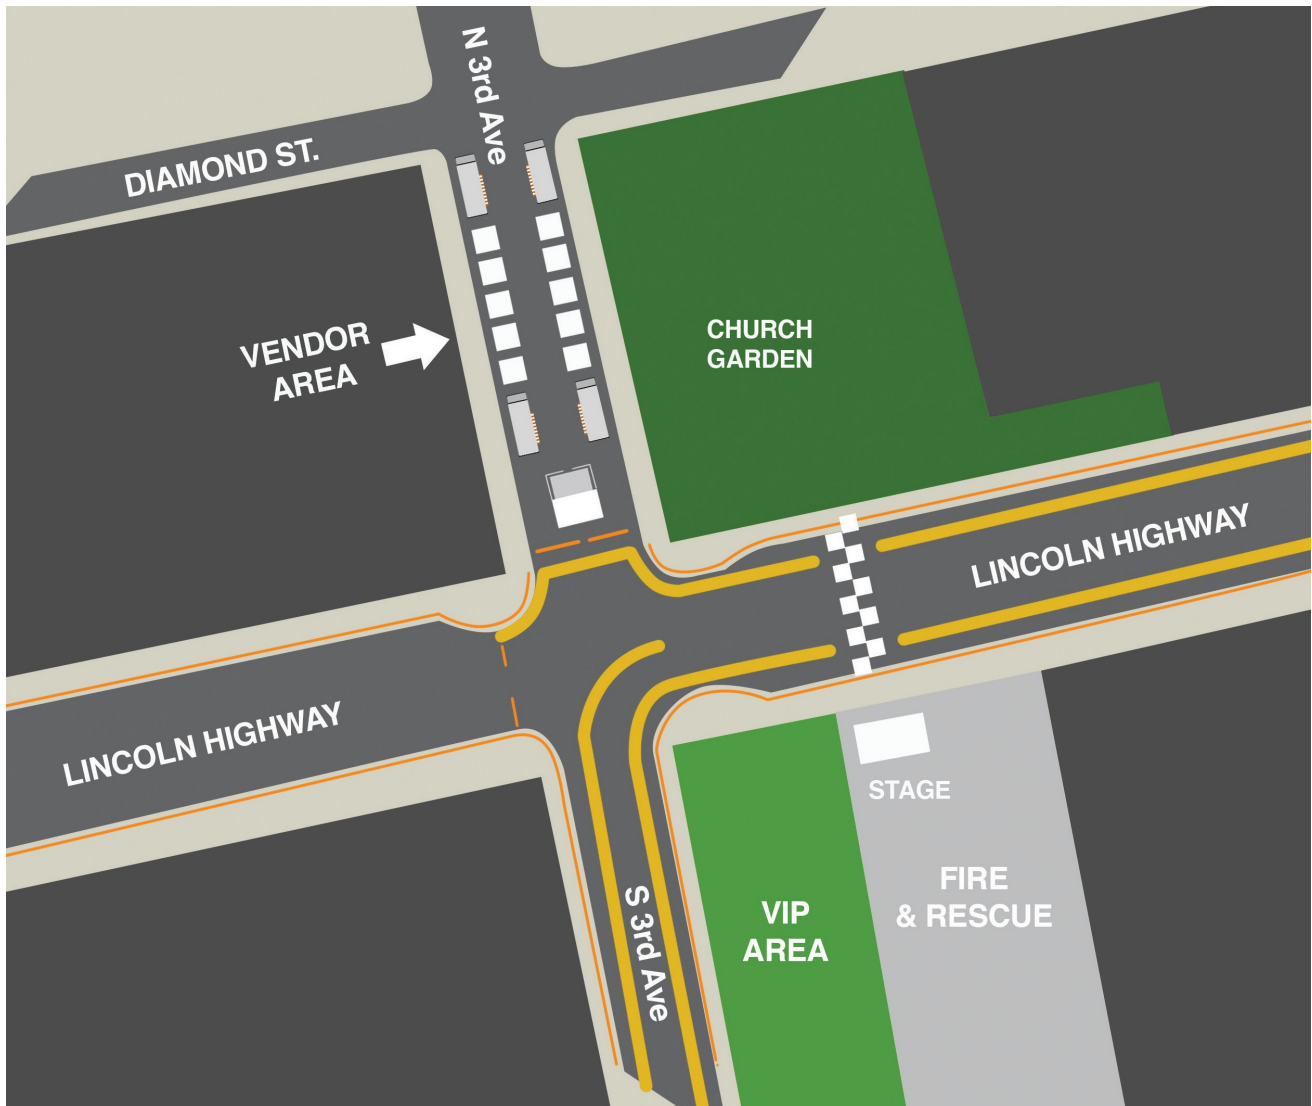 N 3rd Ave
DIAMOND ST.
VENDOR
AREA
CHURCH
GARDEN
LINCOLN HIGHWAY
LINCOLN HIGHWAY
STAGE
FIRE
& RESCUE
VIP
AREA
S 3rd Ave